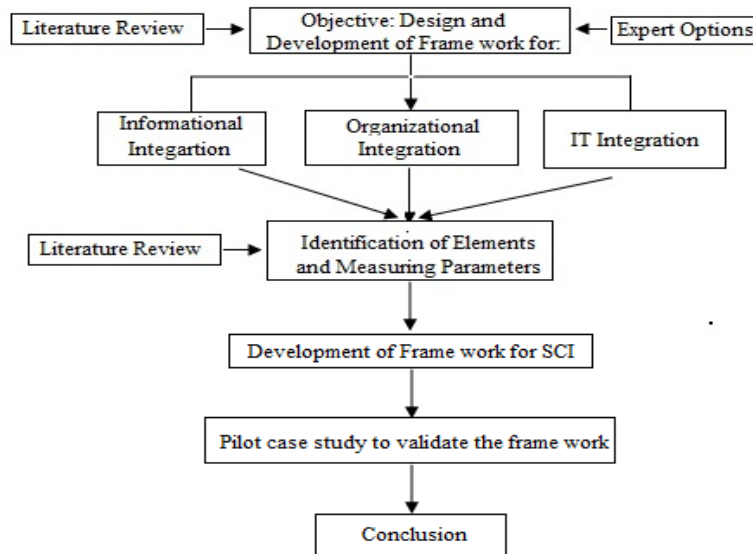 Literature Review
Objective: Design and
Development of Frame work for:
Expert Options
Informational
Integartion
Organizational
Integration
IT Integration
Literature Review
Identification of Elements
and Measuring Parameters
Development of Frame work for SCI
Pilot case study to validate the frame work
Conclusion